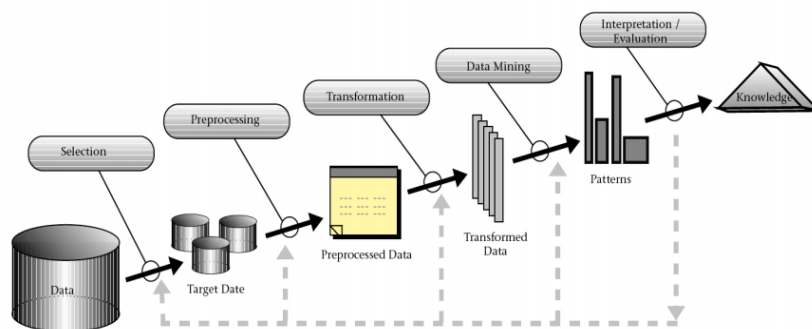 Interpretation /
Evaluation
Data Mining
Transformation
Preprocessing
Selection
Knowledge
Patterns
Transformed
Data
Preprocessed Data
Target Date
Data